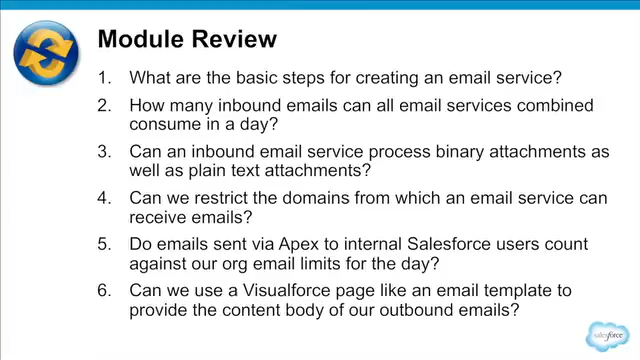 Module Review
1. What are the basic steps for creating an email service?
2. How many inbound emails can all email services combined
consume in a day?
3. Can an inbound email service process binary attachments as
well as plain text attachments?
4. Can we restrict the domains from which an email service can
receive emails?
5. Do emails sent via Apex to internal Salesforce users count
against our org email limits for the day?
6. Can we use a Visualforce page like an email template to
provide the content body of our outbound emails?
salesforce